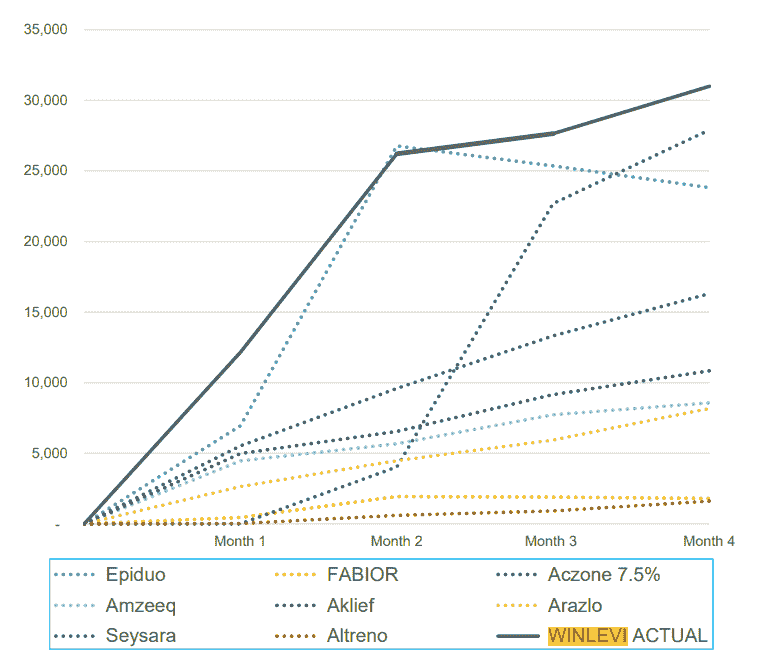 35,000
30,000
25,000
20,000
15,000
10,000
5,000
-
Month 1 Month 2 Month 3 Month 4
Epiduo FABIOR Aczone 7.5%
Amzeeq Aklief Arazlo
Seysara Altreno WINLEVI ACTUAL